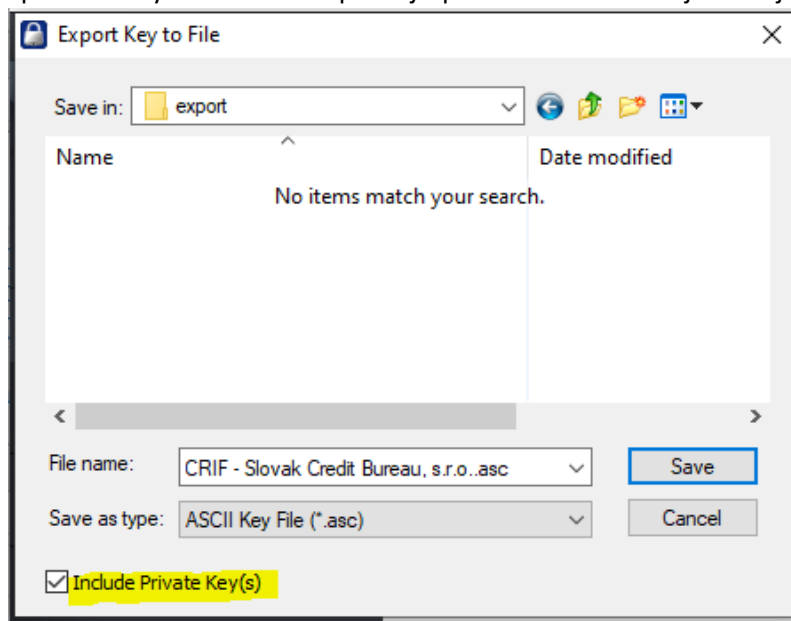 Export Key to File
Save in: export
Name Date modified
No items match your search.
File name: CRIF - Slovak Credit Bureau, s.r.o..asc Save
Save as type: ASCII Key File (*.asc) Cancel
Include Private Key(s)